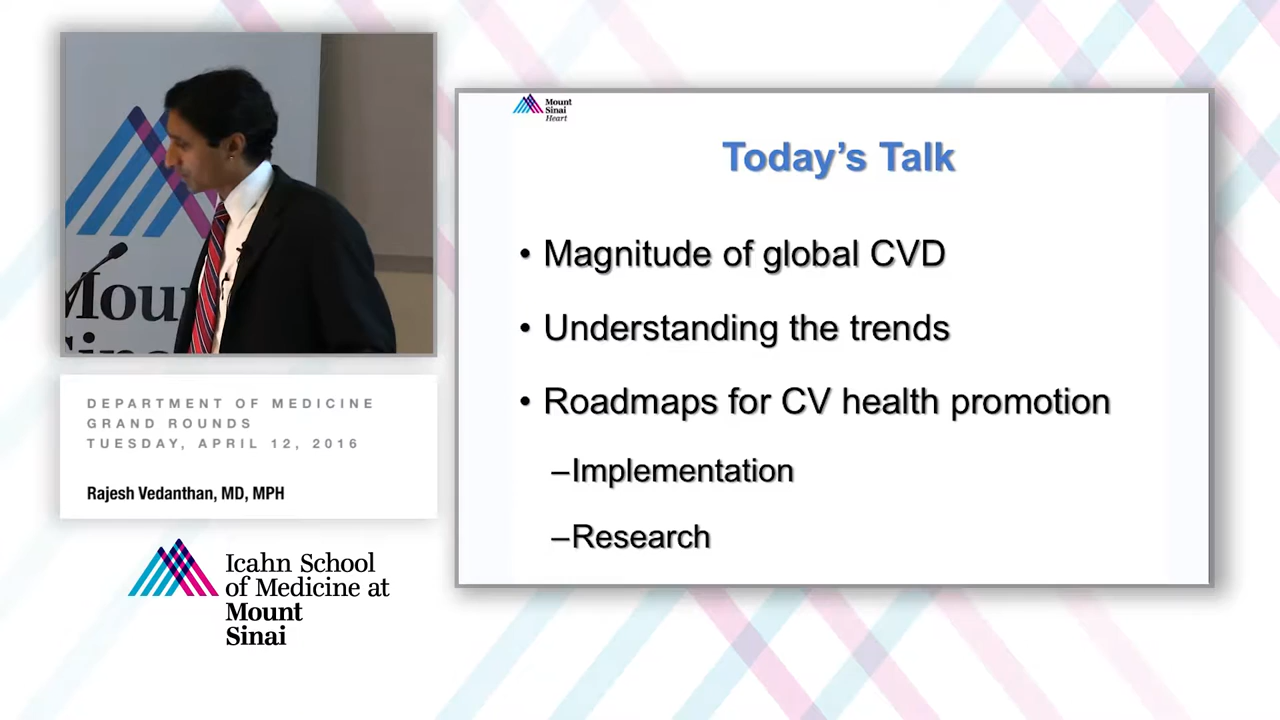 Mount
Sinai
DEPARTMENT OF MEDICINE
GRAND ROUNDS
TUESDAY, APRIL 12, 2016
Rajesh Vedanthan, MD, MPH
Icahn School
of Medicine at
Mount
Sinai
Mount
Sinai
Heart
Today's Talk
• Magnitude of global CVD
• Understanding the trends
• Roadmaps for CV health promotion
–Implementation
–Research